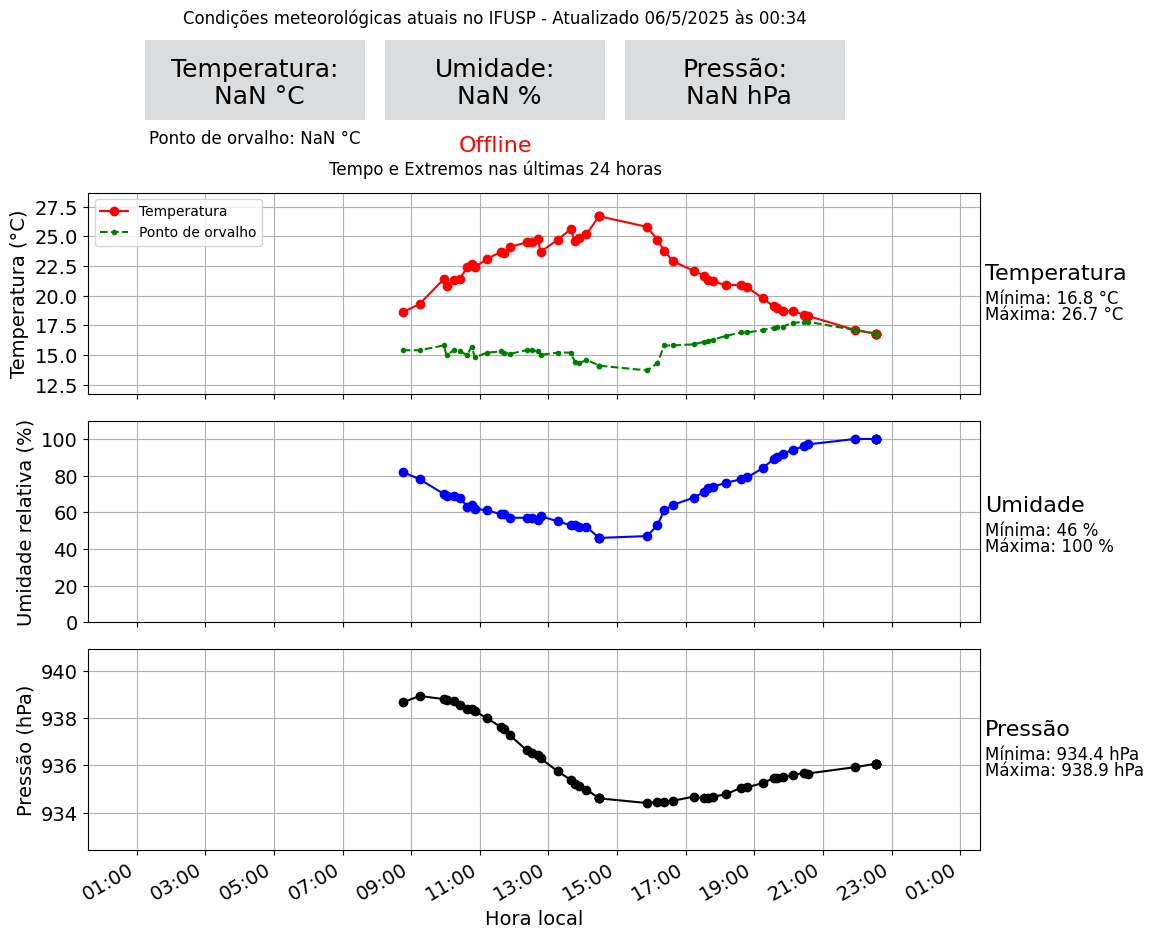 Condições meteorológicas atuais no IFUSP - Atualizado 06/5/2025 às 00:34
Temperatura:
NaN °C
Umidade:
NaN %
Pressão:
NaN hPa
Ponto de orvalho: NaN °C
Offline
Tempo e Extremos nas últimas 24 horas
Temperatura (°C)
27.5
25.0
22.5
20.0
17.5
15.0
12.5
Temperatura
Ponto de orvalho
Temperatura
Mínima: 16.8 °C
Máxima: 26.7 °C
Umidade relativa (%)
100
80
60
40
20
0
Umidade
Mínima: 46 %
Máxima: 100 %
Pressão (hPa)
940
938
936
934
Pressão
Mínima: 934.4 hPa
Máxima: 938.9 hPa
01:00 03:00 05:00 07:00 09:00 11:00 13:00 15:00 17:00 19:00 21:00 23:00 01:00
Hora local